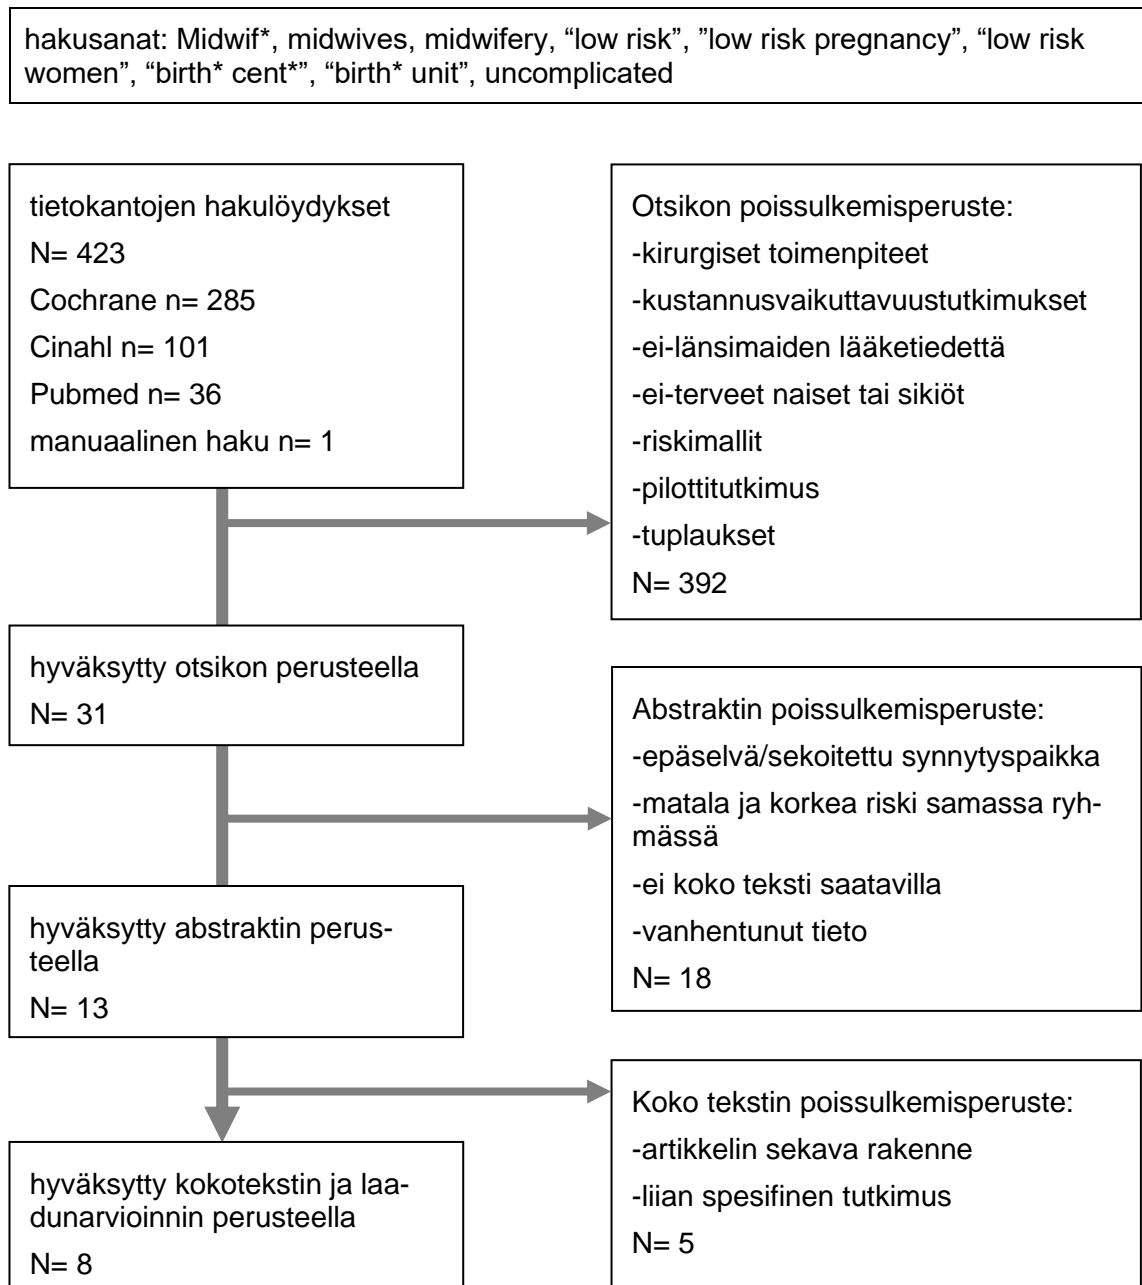 hakusanat: Midwif*, midwives, midwifery, “low risk”, ”low risk pregnancy”, “low risk
women”, “birth* cent*”, “birth* unit”, uncomplicated
tietokantojen hakulöydykset
N= 423
Cochrane n= 285
Cinahl n= 101
Pubmed n= 36
manuaalinen haku n= 1
Otsikon poissulkemisperuste:
-kirurgiset toimenpiteet
-kustannusvaikuttavuustutkimukset
-ei-länsimaiden lääketiedettä
-ei-terveet naiset tai sikiöt
-riskimallit
-pilottitutkimus
-tuplaukset
N= 392
hyväksytty otsikon perusteella
N= 31
Abstraktin poissulkemisperuste:
-epäselvä/sekoitettu synnytyspaikka
-matala ja korkea riski samassa ryh-
mässä
-ei koko teksti saatavilla
-vanhentunut tieto
N= 18
hyväksytty abstraktin perus-
teella
N= 13
Koko tekstin poissulkemisperuste:
-artikkelin sekava rakenne
-liian spesifinen tutkimus
N= 5
hyväksytty kokotekstin ja laa-
dunarvioinnin perusteella
N= 8